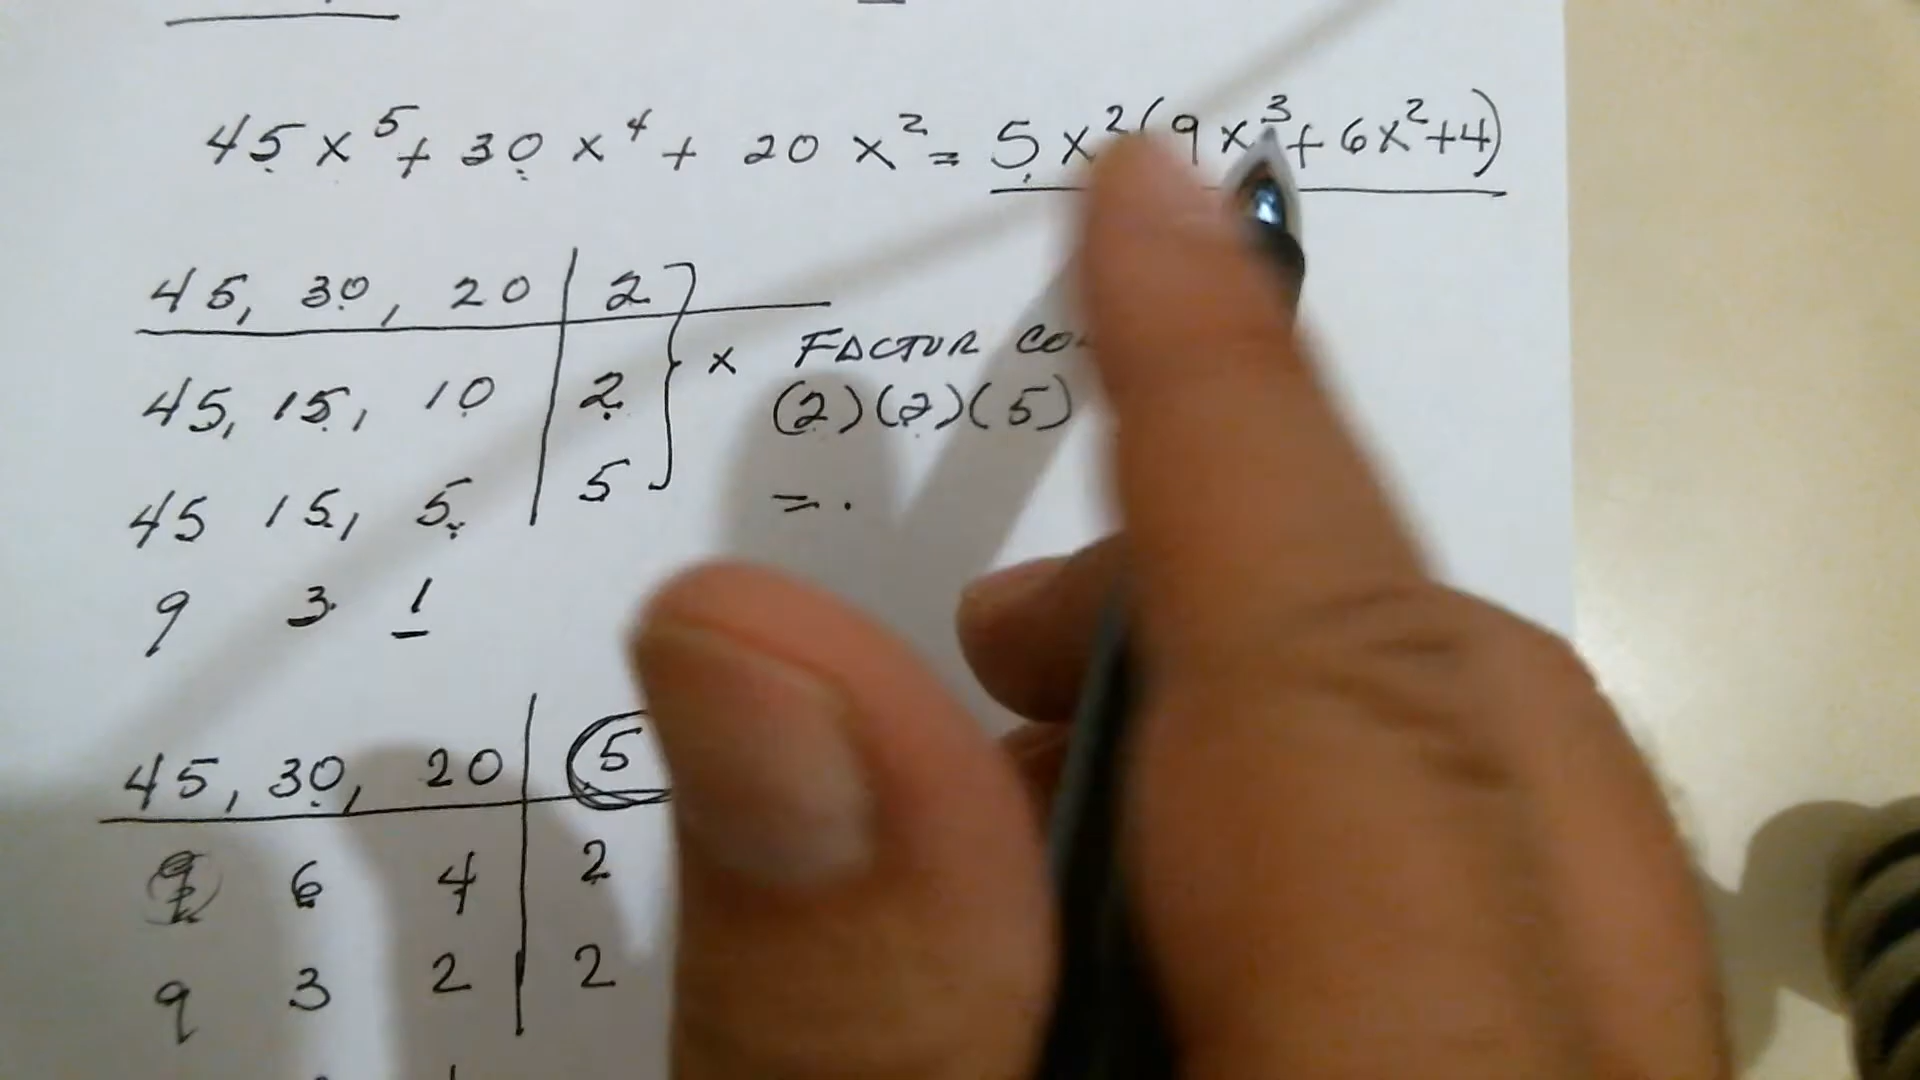 45x⁵ + 30x⁴ + 20x² = 5x²(9x³ + 6x² + 4)
45, 30, 20 | 2
45, 15, 10 | 2
45 15, 5 | 5
9 3 1
x FACTOR
(2)(2)(5)
= .
45, 30, 20 | 5
9 6 4 | 2
9 3 2 | 2